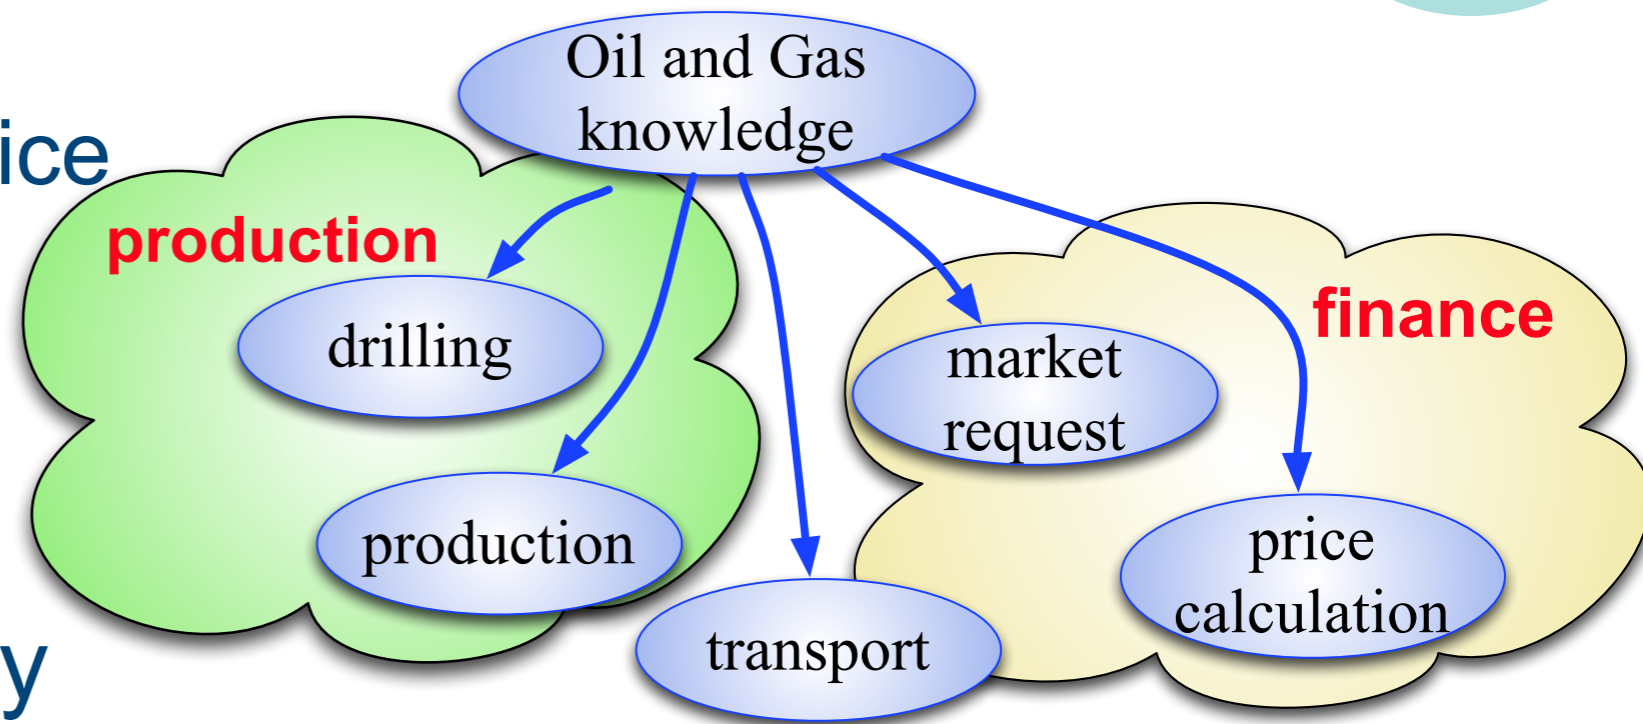 Oil and Gas
knowledge
ice
production
finance
drilling
market
request
production
price
calculation
transport
y